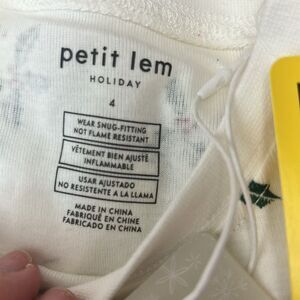 petit lem
HOLIDAY
4
WEAR SNUG-FITTING
NOT FLAME RESISTANT
VÊTEMENT BIEN AJUSTÉ
INFLAMMABLE
USAR AJUSTADO
NO RESISTENTE A LA LLAMA
MADE IN CHINA
FABRIQUÉ EN CHINE
FABRICADO EN CHINA